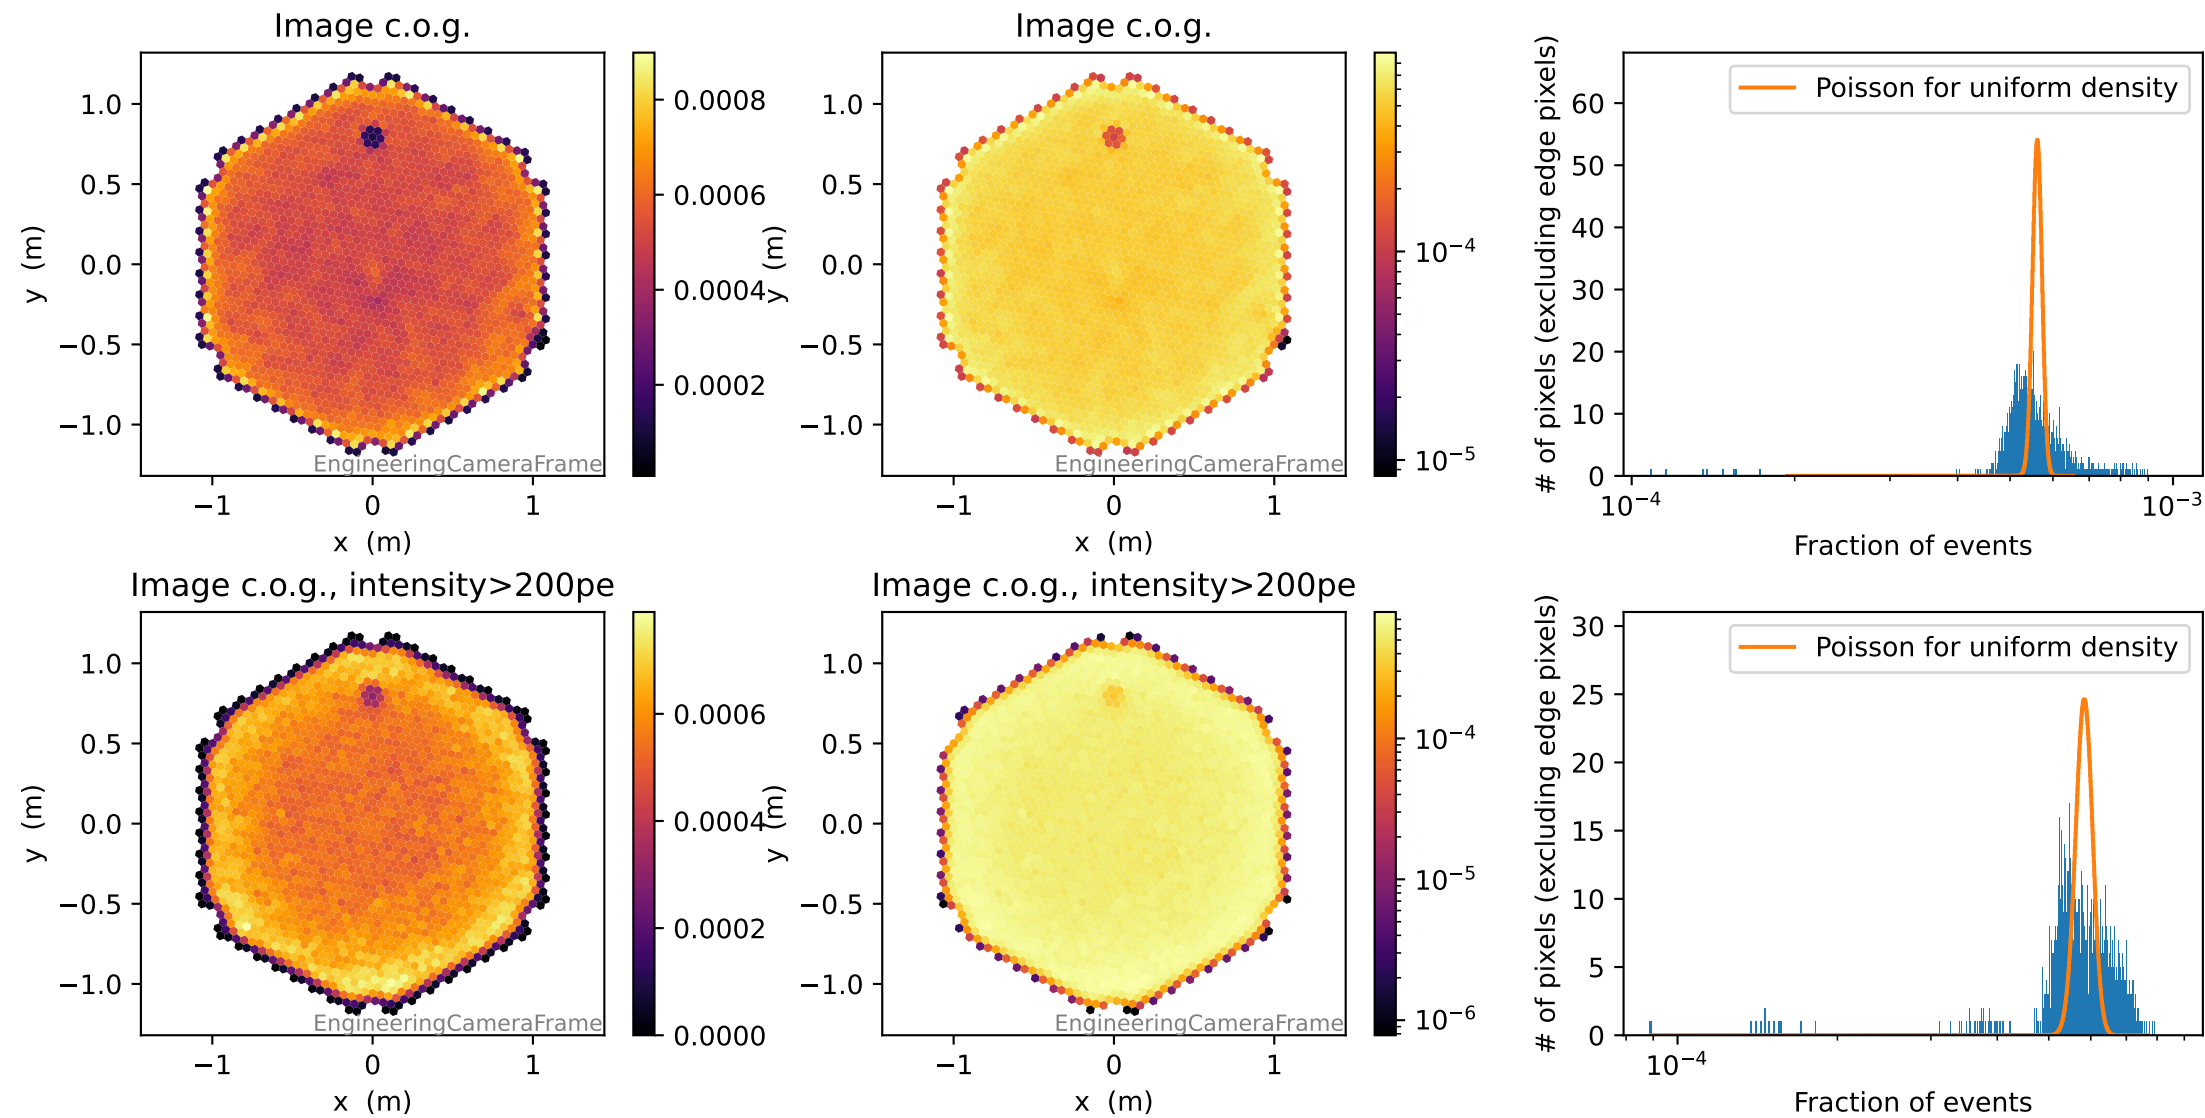 Image c.o.g.
1.0
0.5
0.0
−0.5
−1.0
y (m)
−1
0
1
x (m)
EngineeringCameraFrame
0.0008
0.0006
0.0004
0.0002
Image c.o.g.
1.0
0.5
0.0
−0.5
−1.0
y (m)
−1
0
1
x (m)
EngineeringCameraFrame
10⁻⁴
10⁻⁵
Poisson for uniform density
# of pixels (excluding edge pixels)
60
50
40
30
20
10
0
10⁻⁴
10⁻³
Fraction of events
Image c.o.g., intensity>200pe
1.0
0.5
0.0
−0.5
−1.0
y (m)
−1
0
1
x (m)
EngineeringCameraFrame
0.0006
0.0004
0.0002
0.0000
Image c.o.g., intensity>200pe
1.0
0.5
0.0
−0.5
−1.0
y (m)
−1
0
1
x (m)
EngineeringCameraFrame
10⁻⁴
10⁻⁵
10⁻⁶
Poisson for uniform density
# of pixels (excluding edge pixels)
30
25
20
15
10
5
0
10⁻⁴
Fraction of events